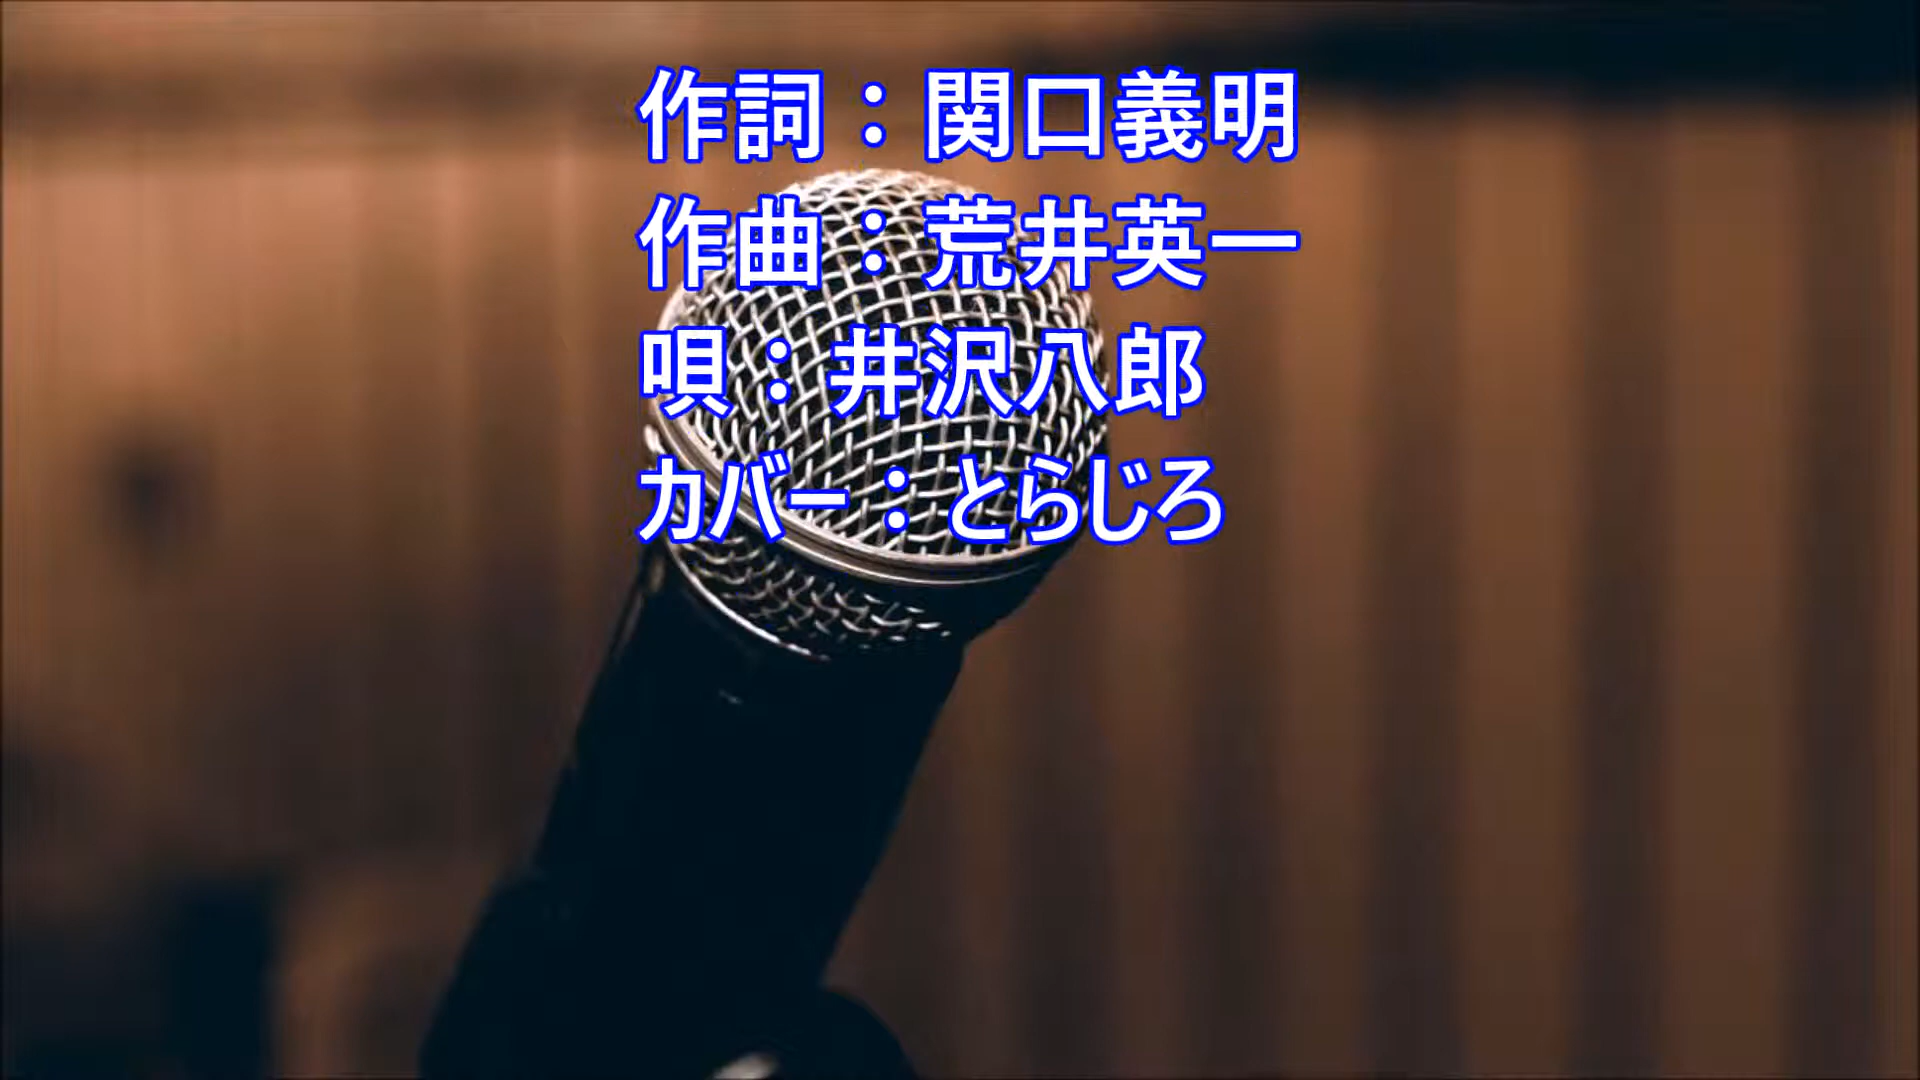 作詞：関口義明
作曲：荒井英一
唄：井沢八郎
カバー：とらじろ